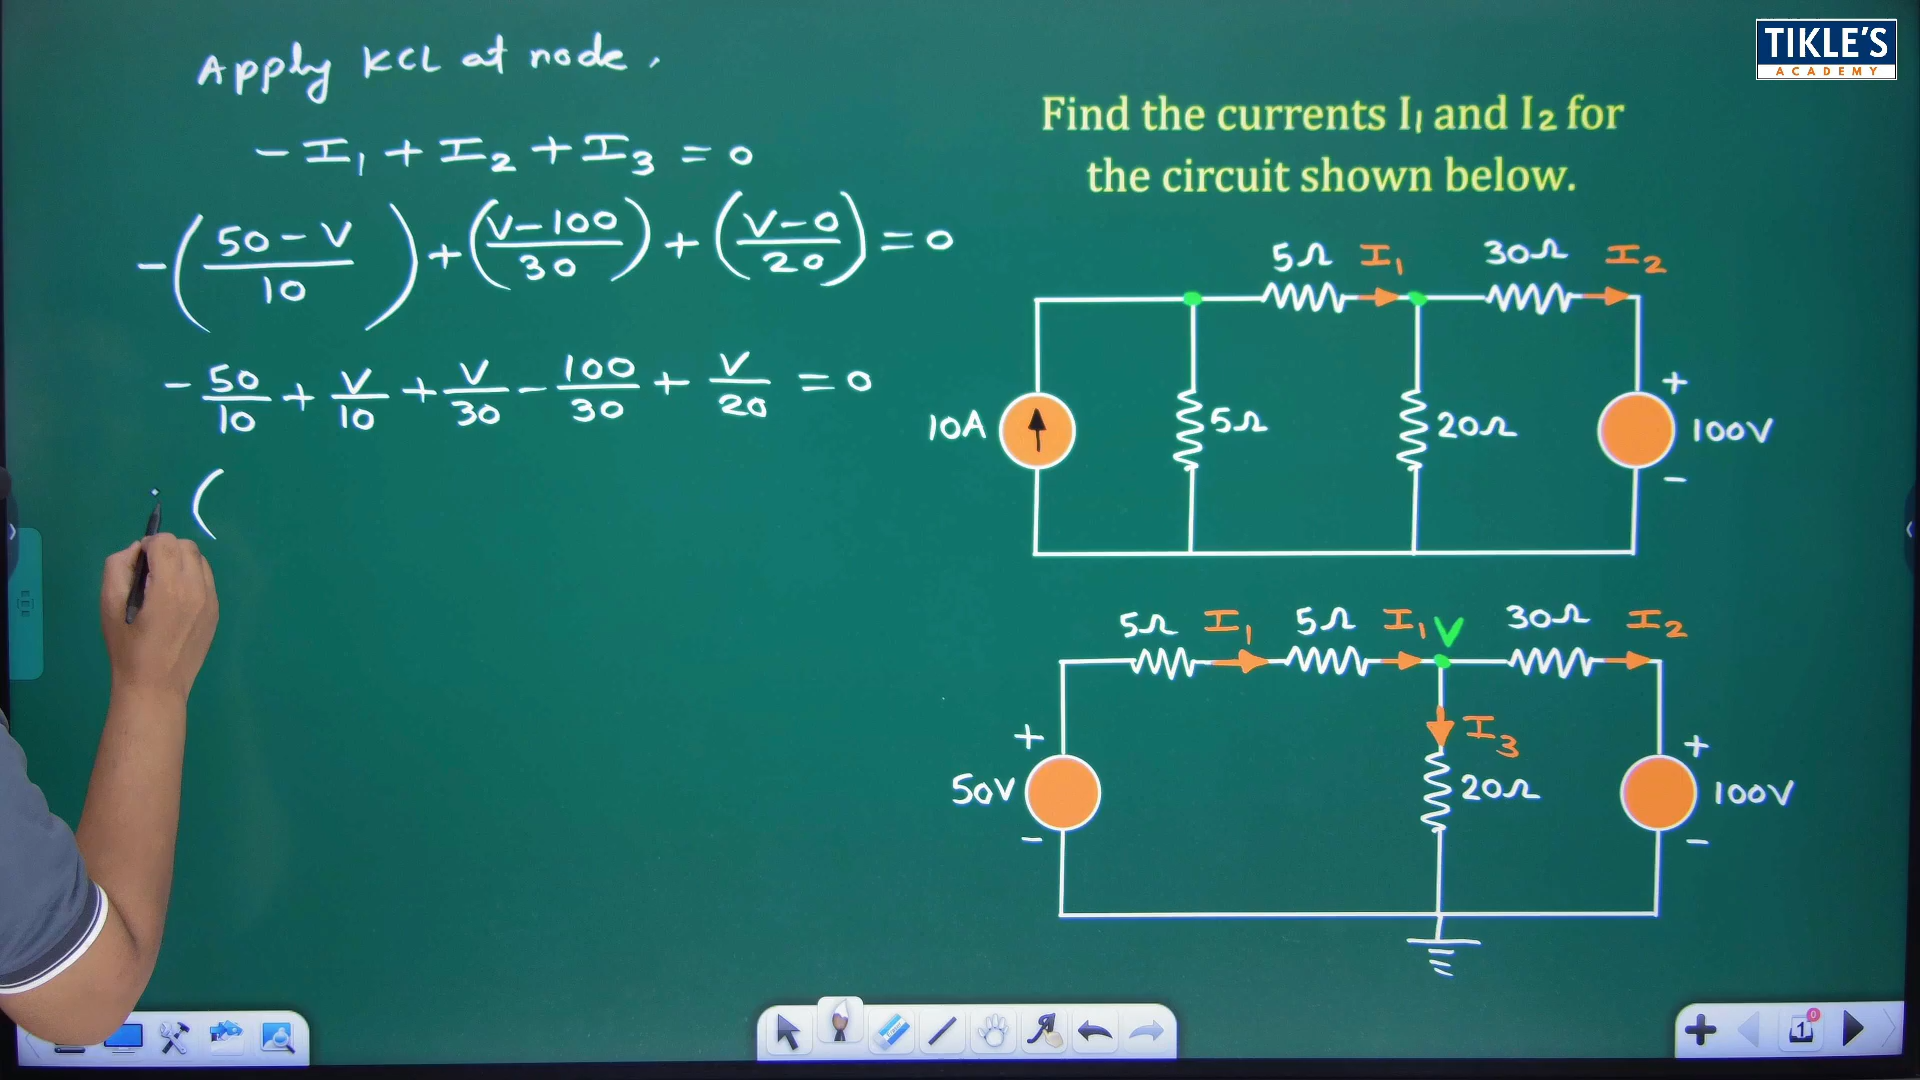 Apply KCL at node,
-I₁ + I₂ + I₃ = 0
-(50-V/10) + (V-100/30) + (V-0/20) = 0
-50/10 + V/10 + V/30 - 100/30 + V/20 = 0
(
TIKLE'S
ACADEMY
Find the currents I₁ and I₂ for
the circuit shown below.
5Ω I₁ 30Ω I₂
10A 5Ω 20Ω + 100V -
5Ω I₁ 5Ω I₁ V 30Ω I₂
I₃
+ 50V - 20Ω + 100V -
1 0